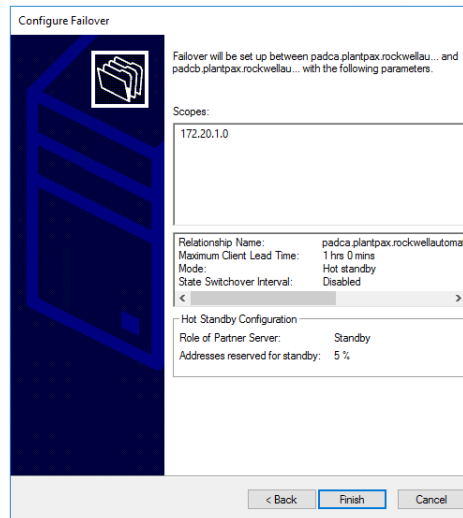 Configure Failover
Failover will be set up between padca.plantpax.rockwellau... and
padcb.plantpax.rockwellau... with the following parameters.
Scopes:
172.20.1.0
Relationship Name: padca.plantpax.rockwellautomat
Maximum Client Lead Time: 1 hrs 0 mins
Mode: Hot standby
State Switchover Interval: Disabled
Hot Standby Configuration
Role of Partner Server: Standby
Addresses reserved for standby: 5 %
< Back Finish Cancel